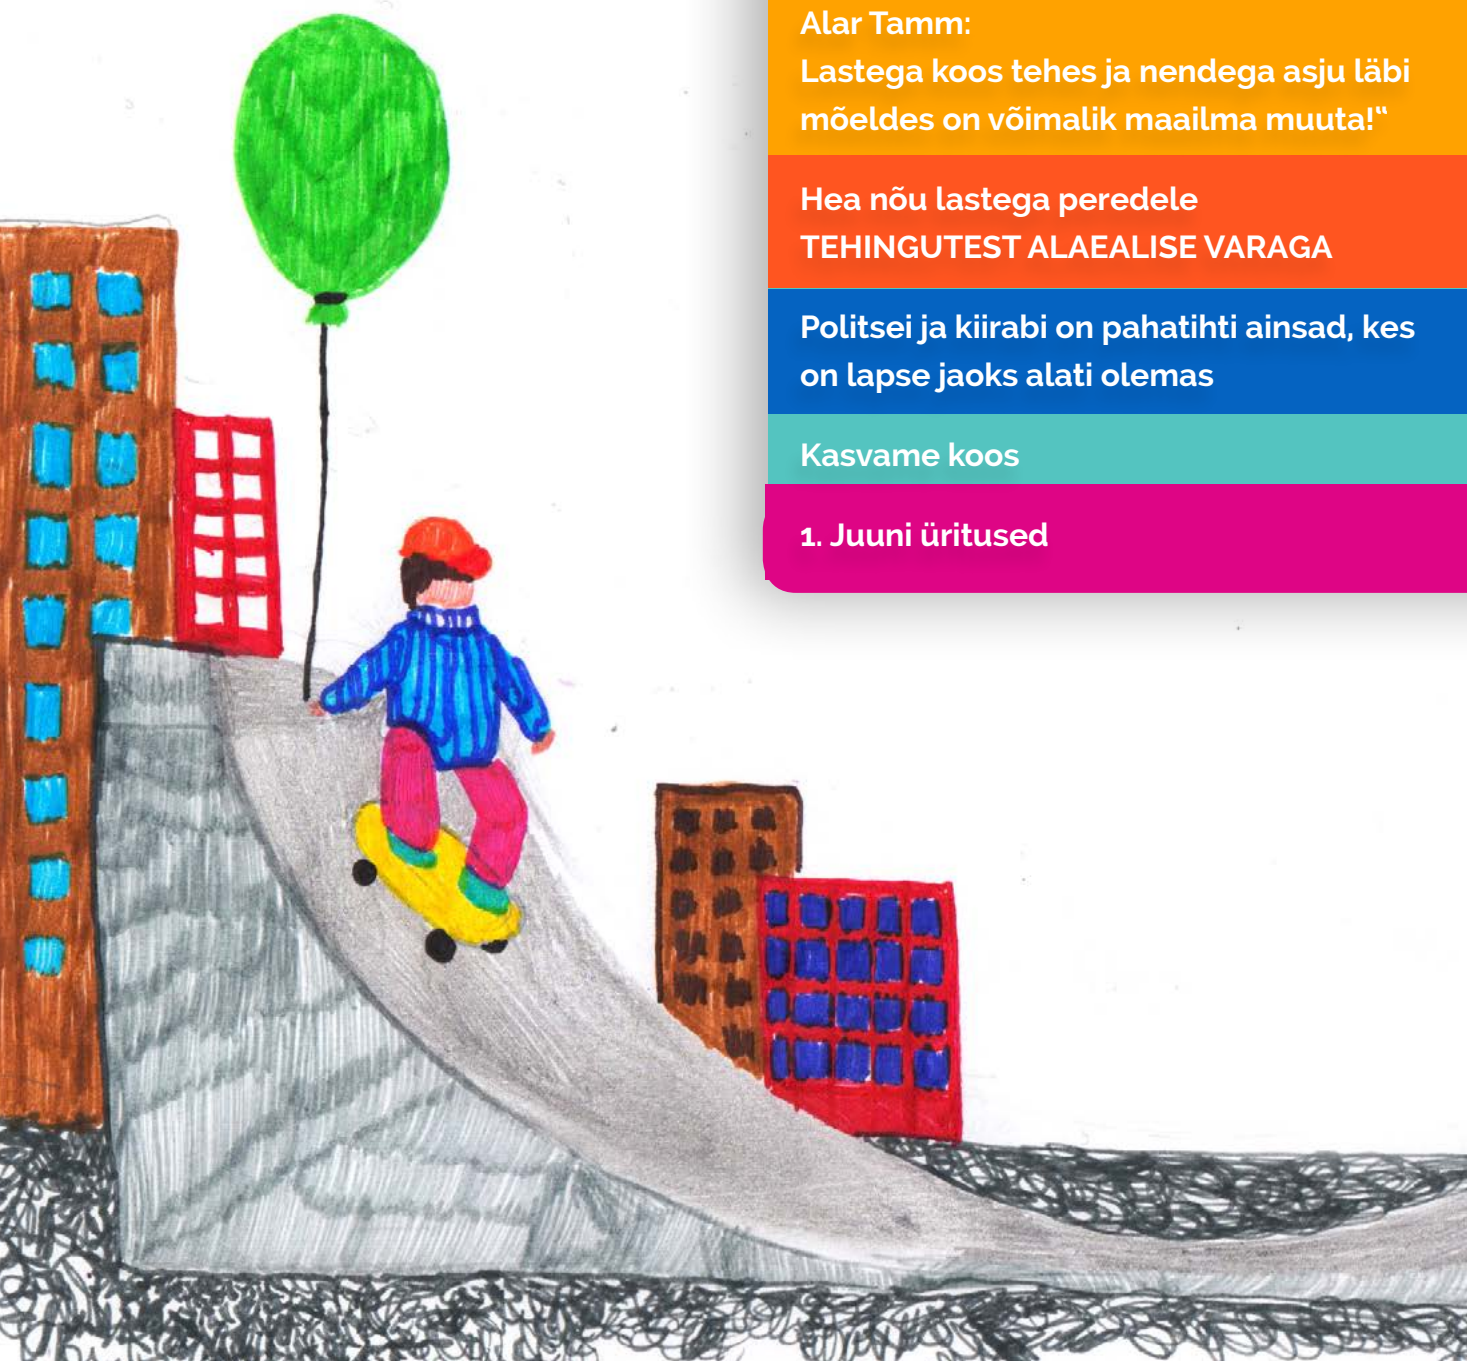 Alar Tamm:
Lastega koos tehes ja nendega asju läbi
mõeldes on võimalik maailma muuta!“
Hea nõu lastega peredele
TEHINGUTEST ALAEALISE VARAGA
Politsei ja kiirabi on pahatihti ainsad, kes
on lapse jaoks alati olemas
Kasvame koos
1. Juuni üritused